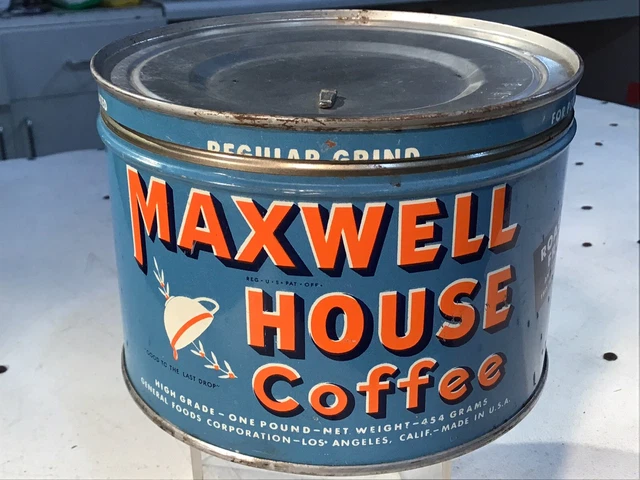 REGULAR GRIND
MAXWELL
REG•U•S•PAT•OFF•
HOUSE
"GOOD TO THE LAST DROP"
Coffee
HIGH GRADE–ONE POUND–NET WEIGHT–454 GRAMS
GENERAL FOODS CORPORATION–LOS ANGELES, CALIF.–MADE IN U.S.A.